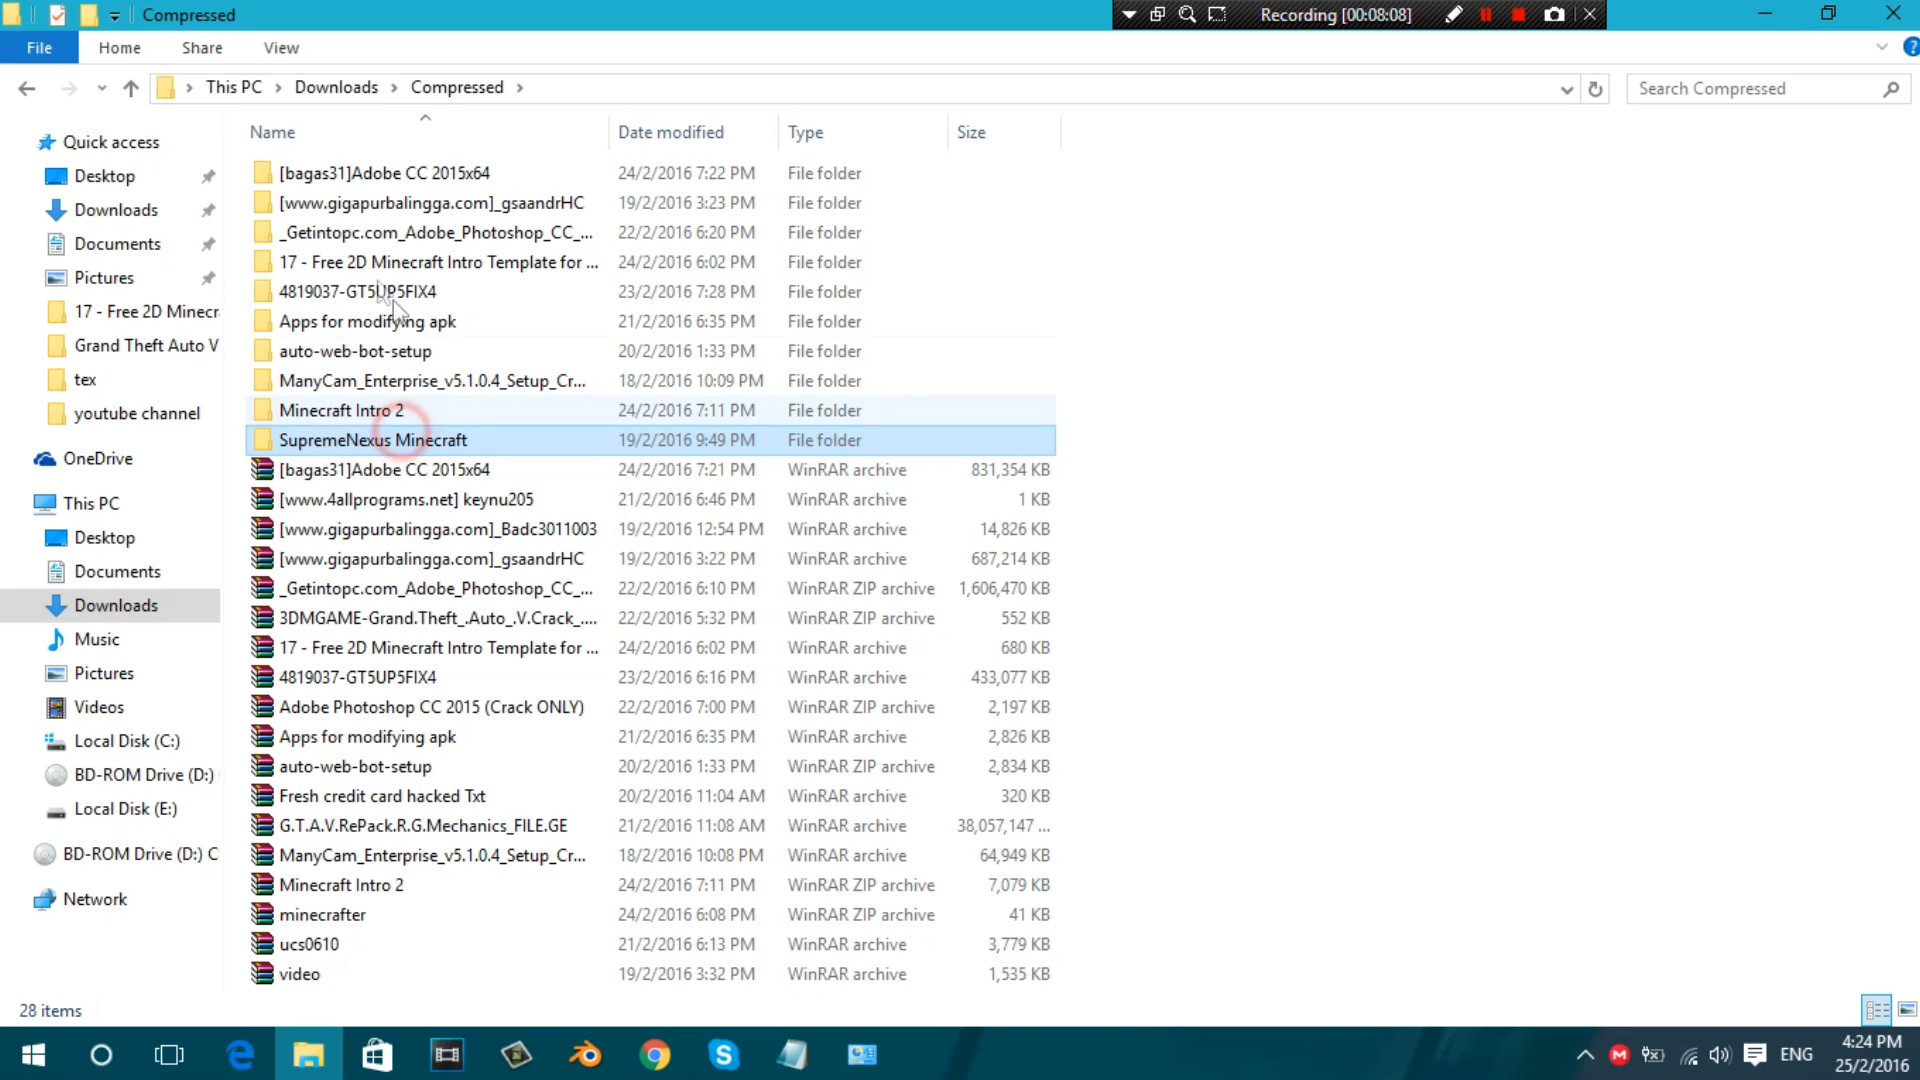 Compressed
Recording [00:08:08]
File
Home
Share
View
This PC
Downloads
Compressed
Search Compressed
Name
Date modified
Type
Size
Quick access
Desktop
Downloads
Documents
Pictures
17 - Free 2D Minecr
Grand Theft Auto V
tex
youtube channel
OneDrive
This PC
Desktop
Documents
Downloads
Music
Pictures
Videos
Local Disk (C:)
BD-ROM Drive (D:)
Local Disk (E:)
BD-ROM Drive (D:) C
Network
[bagas31]Adobe CC 2015x64 24/2/2016 7:22 PM File folder
[www.gigapurbalingga.com]_gsaandrHC 19/2/2016 3:23 PM File folder
_Getintopc.com_Adobe_Photoshop_CC_... 22/2/2016 6:20 PM File folder
17 - Free 2D Minecraft Intro Template for ... 24/2/2016 6:02 PM File folder
4819037-GT5UP5FIX4 23/2/2016 7:28 PM File folder
Apps for modifying apk 21/2/2016 6:35 PM File folder
auto-web-bot-setup 20/2/2016 1:33 PM File folder
ManyCam_Enterprise_v5.1.0.4_Setup_Cr... 18/2/2016 10:09 PM File folder
Minecraft Intro 2 24/2/2016 7:11 PM File folder
SupremeNexus Minecraft 19/2/2016 9:49 PM File folder
[bagas31]Adobe CC 2015x64 24/2/2016 7:21 PM WinRAR archive 831,354 KB
[www.4allprograms.net] keynu205 21/2/2016 6:46 PM WinRAR archive 1 KB
[www.gigapurbalingga.com]_Badc3011003 19/2/2016 12:54 PM WinRAR archive 14,826 KB
[www.gigapurbalingga.com]_gsaandrHC 19/2/2016 3:22 PM WinRAR archive 687,214 KB
_Getintopc.com_Adobe_Photoshop_CC_... 22/2/2016 6:10 PM WinRAR ZIP archive 1,606,470 KB
3DMGAME-Grand.Theft_.Auto_.V.Crack_.... 22/2/2016 5:32 PM WinRAR ZIP archive 552 KB
17 - Free 2D Minecraft Intro Template for ... 24/2/2016 6:02 PM WinRAR archive 680 KB
4819037-GT5UP5FIX4 23/2/2016 6:16 PM WinRAR archive 433,077 KB
Adobe Photoshop CC 2015 (Crack ONLY) 22/2/2016 7:00 PM WinRAR ZIP archive 2,197 KB
Apps for modifying apk 21/2/2016 6:35 PM WinRAR archive 2,826 KB
auto-web-bot-setup 20/2/2016 1:33 PM WinRAR ZIP archive 2,834 KB
Fresh credit card hacked Txt 20/2/2016 11:04 AM WinRAR archive 320 KB
G.T.A.V.RePack.R.G.Mechanics_FILE.GE 21/2/2016 11:08 AM WinRAR archive 38,057,147 ...
ManyCam_Enterprise_v5.1.0.4_Setup_Cr... 18/2/2016 10:08 PM WinRAR archive 64,949 KB
Minecraft Intro 2 24/2/2016 7:11 PM WinRAR ZIP archive 7,079 KB
minecrafter 24/2/2016 6:08 PM WinRAR ZIP archive 41 KB
ucs0610 21/2/2016 6:13 PM WinRAR archive 3,779 KB
video 19/2/2016 3:32 PM WinRAR archive 1,535 KB
28 items
ENG
4:24 PM
25/2/2016